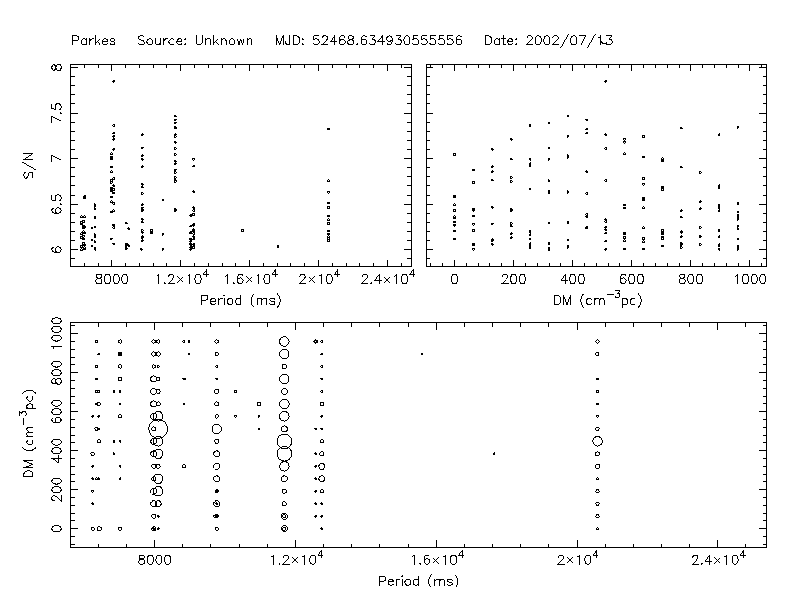 Parkes Source: Unknown MJD: 52468.634930555556 Date: 2002/07/13
8
7.5
7
6.5
6
S/N
8000 1.2×10⁴ 1.6×10⁴ 2×10⁴ 2.4×10⁴
Period (ms)
0 200 400 600 800 1000
DM (cm⁻³pc)
1000
800
600
400
200
0
DM (cm⁻³pc)
8000 1.2×10⁴ 1.6×10⁴ 2×10⁴ 2.4×10⁴
Period (ms)